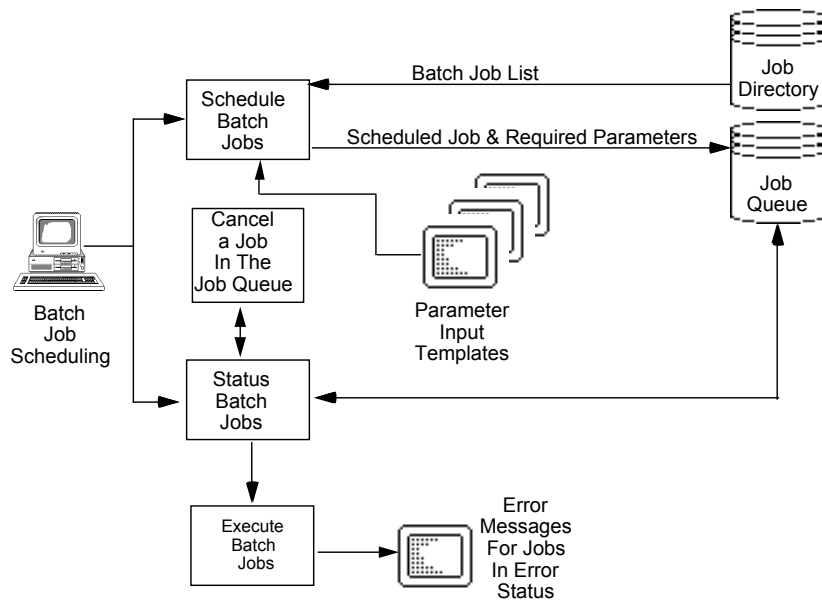 Batch Job List
Job
Directory
Schedule
Batch
Jobs
Scheduled Job & Required Parameters
Job
Queue
Cancel
a Job
In The
Job Queue
Parameter
Input
Templates
Batch
Job
Scheduling
Status
Batch
Jobs
Execute
Batch
Jobs
Error
Messages
For Jobs
In Error
Status